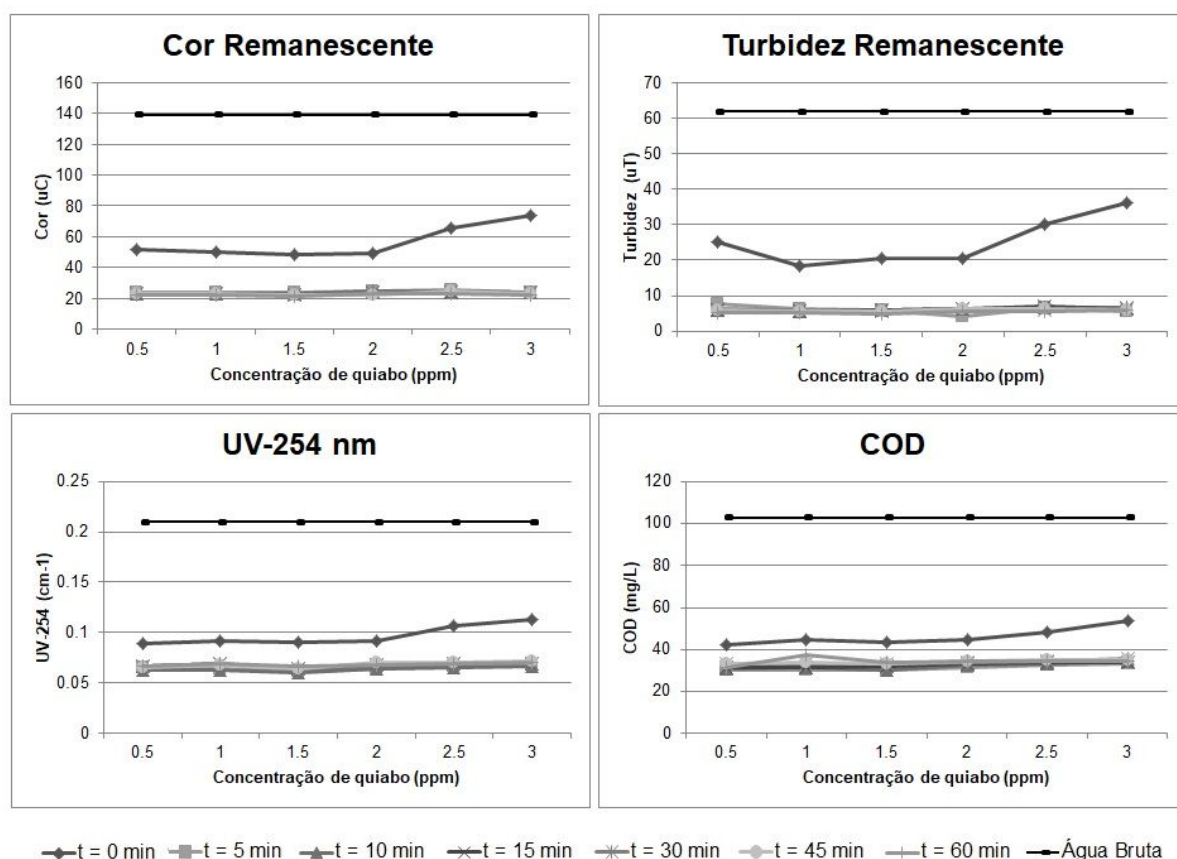 Cor Remanescente
160
140
120
100
80
60
40
20
0
Cor (uC)
0.5 1 1.5 2 2.5 3
Concentração de quiabo (ppm)
Turbidez Remanescente
70
60
50
40
30
20
10
0
Turbidez (uT)
0.5 1 1.5 2 2.5 3
Concentração de quiabo (ppm)
UV-254 nm
0.25
0.2
0.15
0.1
0.05
0
UV-254 (cm-1)
0.5 1 1.5 2 2.5 3
Concentração de quiabo (ppm)
COD
120
100
80
60
40
20
0
COD (mg/L)
0.5 1 1.5 2 2.5 3
Concentração de quiabo (ppm)
t = 0 min t = 5 min t = 10 min t = 15 min t = 30 min t = 45 min t = 60 min Água Bruta